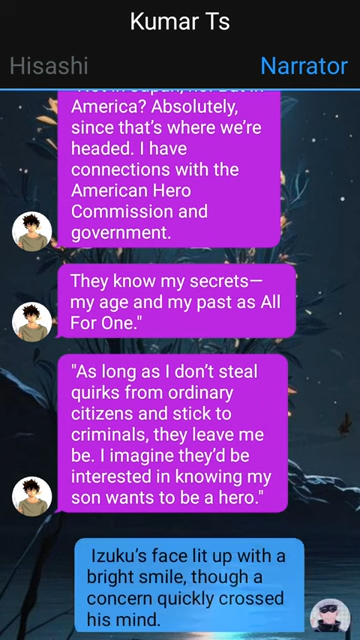 Kumar Ts
Hisashi
Narrator
America? Absolutely,
since that’s where we’re
headed. I have
connections with the
American Hero
Commission and
government.
They know my secrets—
my age and my past as All
For One."
"As long as I don’t steal
quirks from ordinary
citizens and stick to
criminals, they leave me
be. I imagine they’d be
interested in knowing my
son wants to be a hero."
Izuku’s face lit up with a
bright smile, though a
concern quickly crossed
his mind.